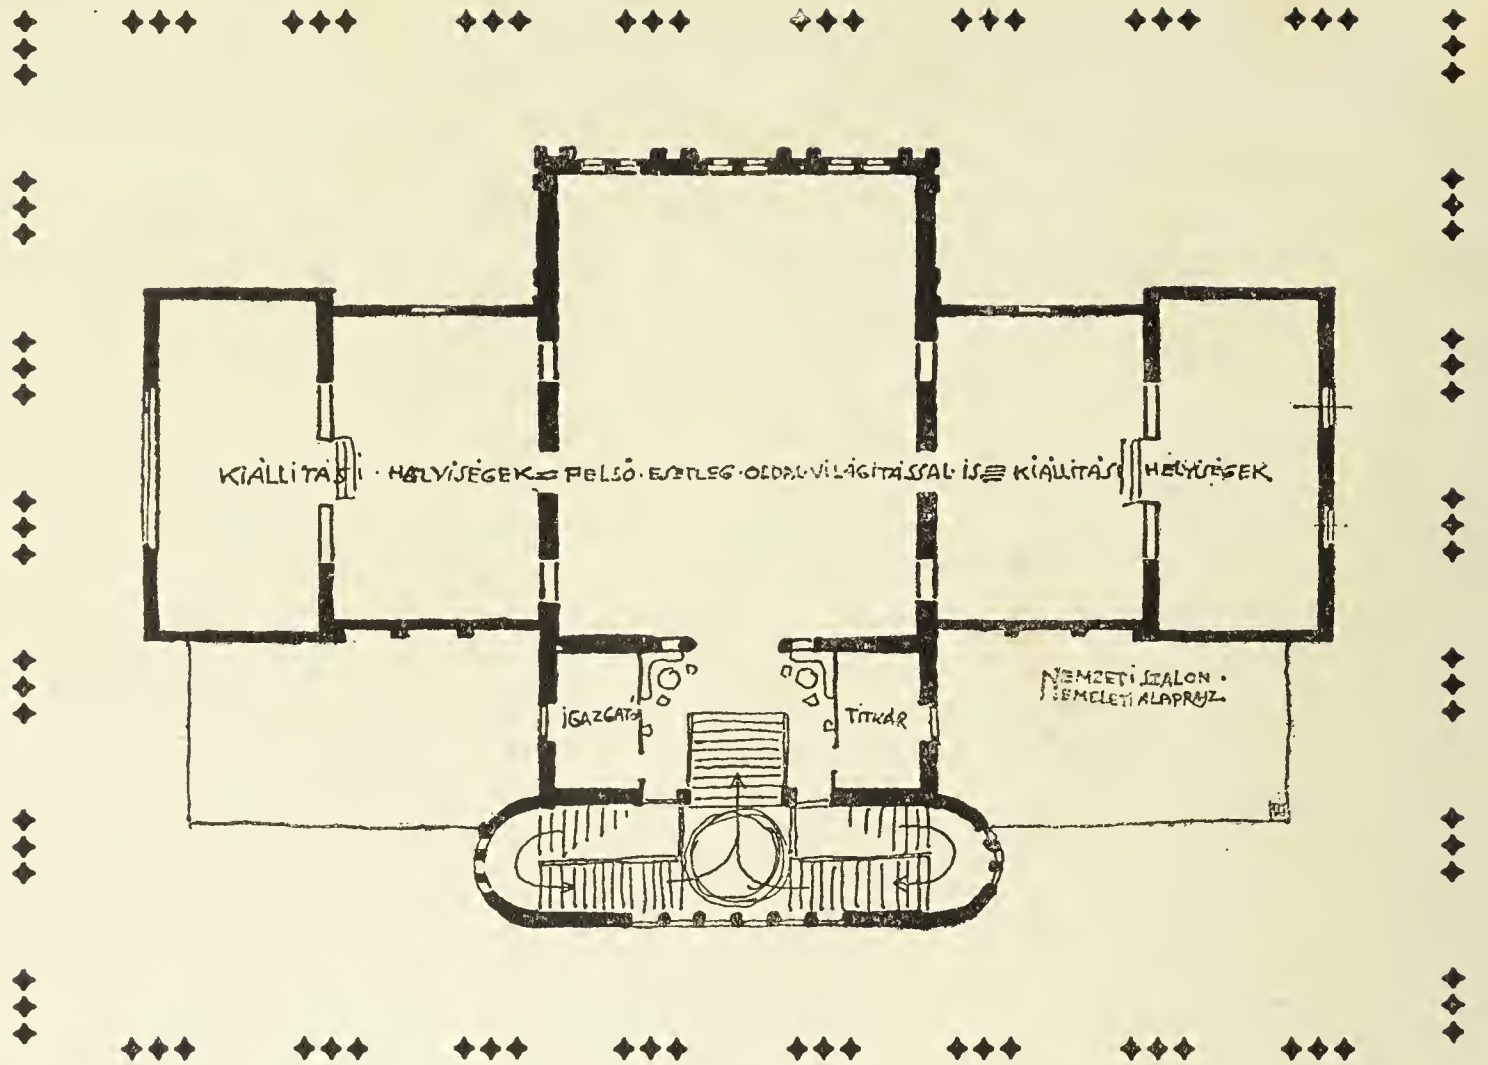 KIÁLLITÁSI · HELYISÉGEK = FELSŐ · ESETLEG · OLDAL · VILÁGITÁSSAL · IS = KIÁLLITÁSI HELYISÉGEK
NEMZETI SZALON ·
EMELETI ALAPRAJZ
IGAZGATÓ
TITKÁR